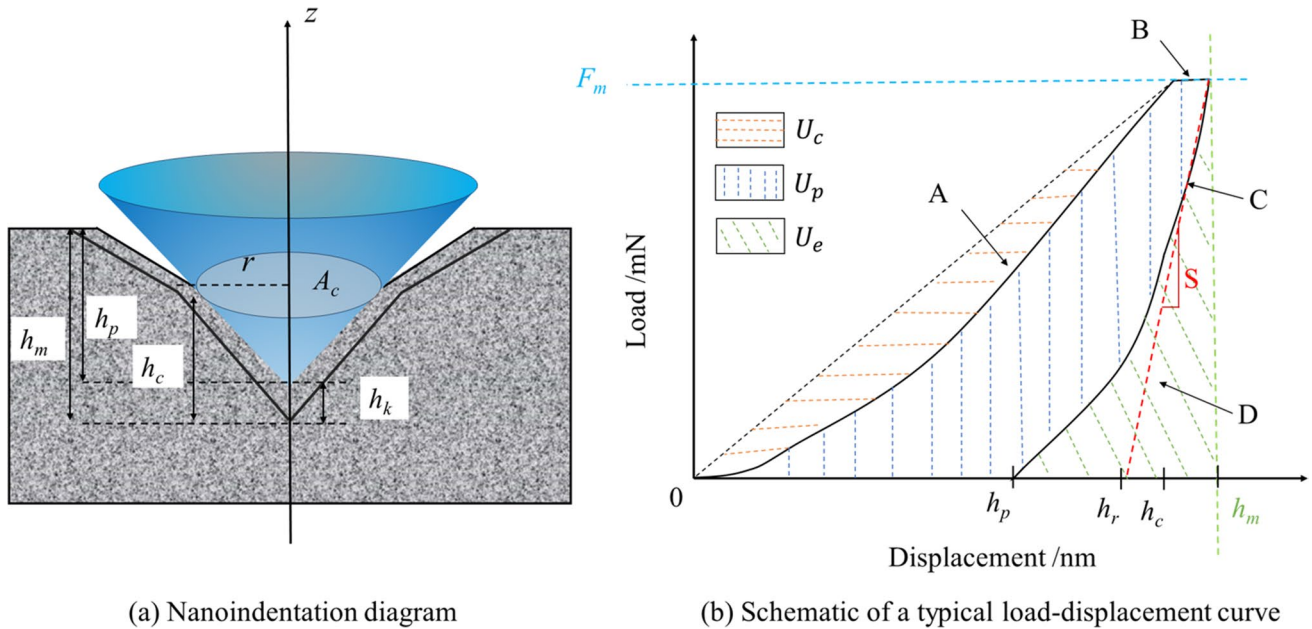 z
r
A_c
h_p
h_m
h_c
h_k
(a) Nanoindentation diagram
B
F_m
U_c
U_p
U_e
A
C
S
D
Load /mN
0
h_p
h_r
h_c
h_m
Displacement /nm
(b) Schematic of a typical load-displacement curve